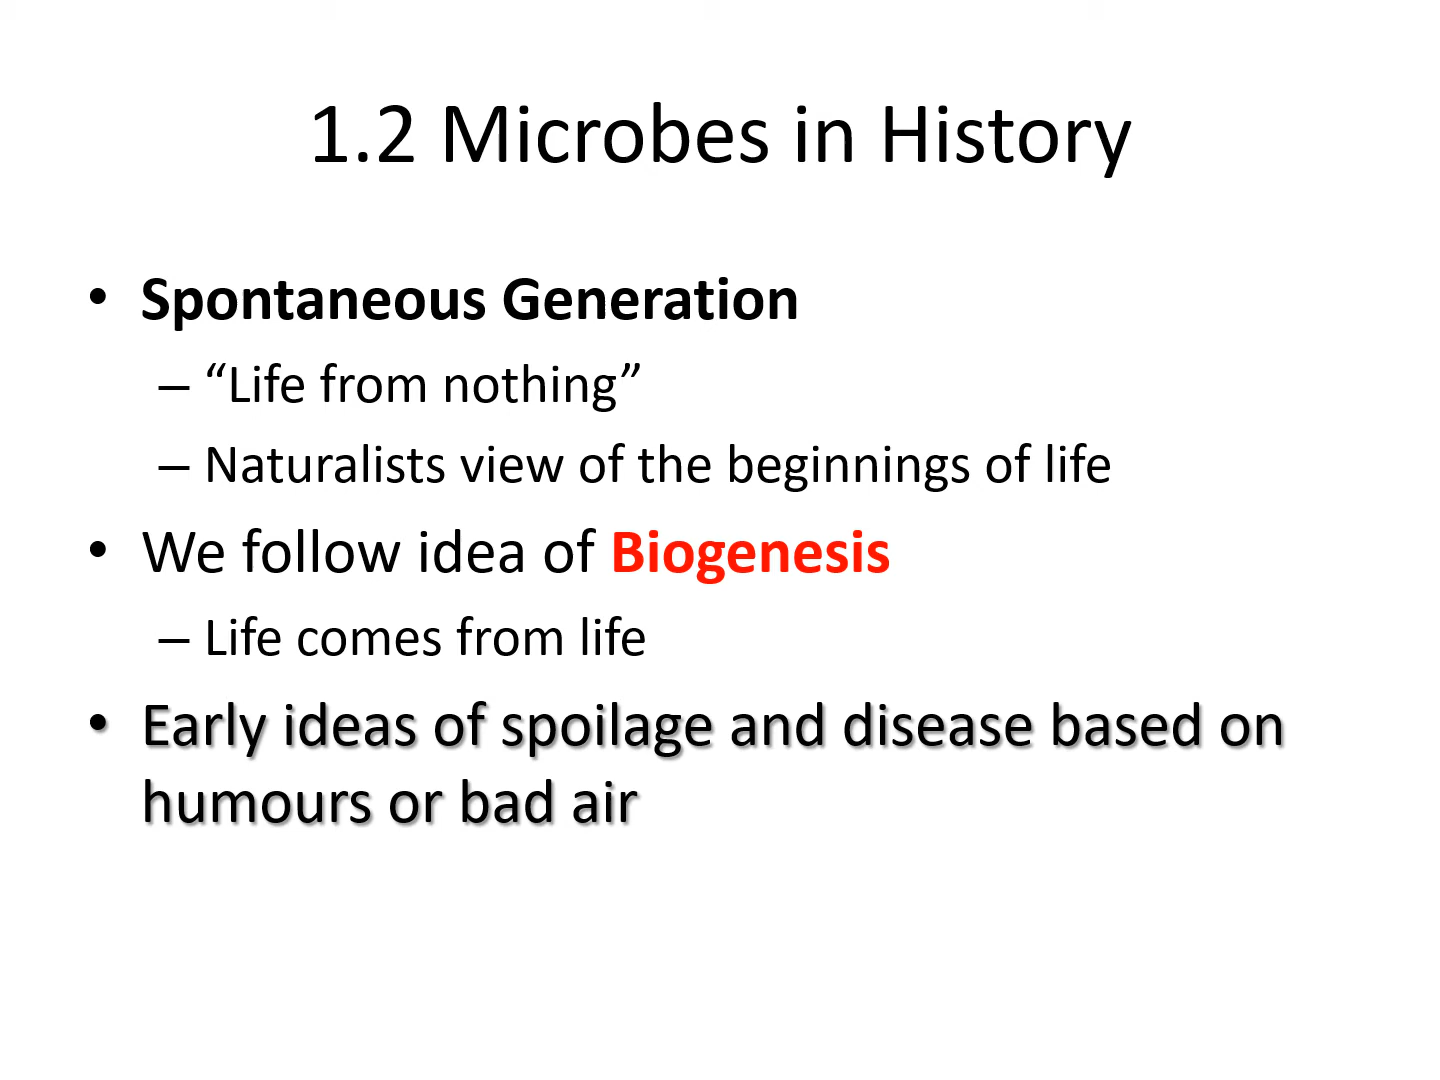 1.2 Microbes in History
• Spontaneous Generation
– “Life from nothing”
– Naturalists view of the beginnings of life
• We follow idea of Biogenesis
– Life comes from life
• Early ideas of spoilage and disease based on
humours or bad air